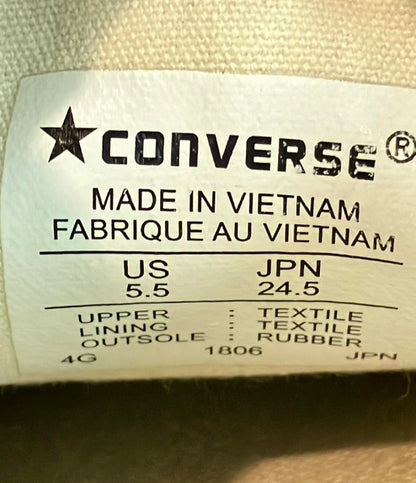 ★CONVERSE®
MADE IN VIETNAM
FABRIQUE AU VIETNAM
US JPN
5.5 24.5
UPPER : TEXTILE
LINING : TEXTILE
OUTSOLE : RUBBER
4G 1806 JPN